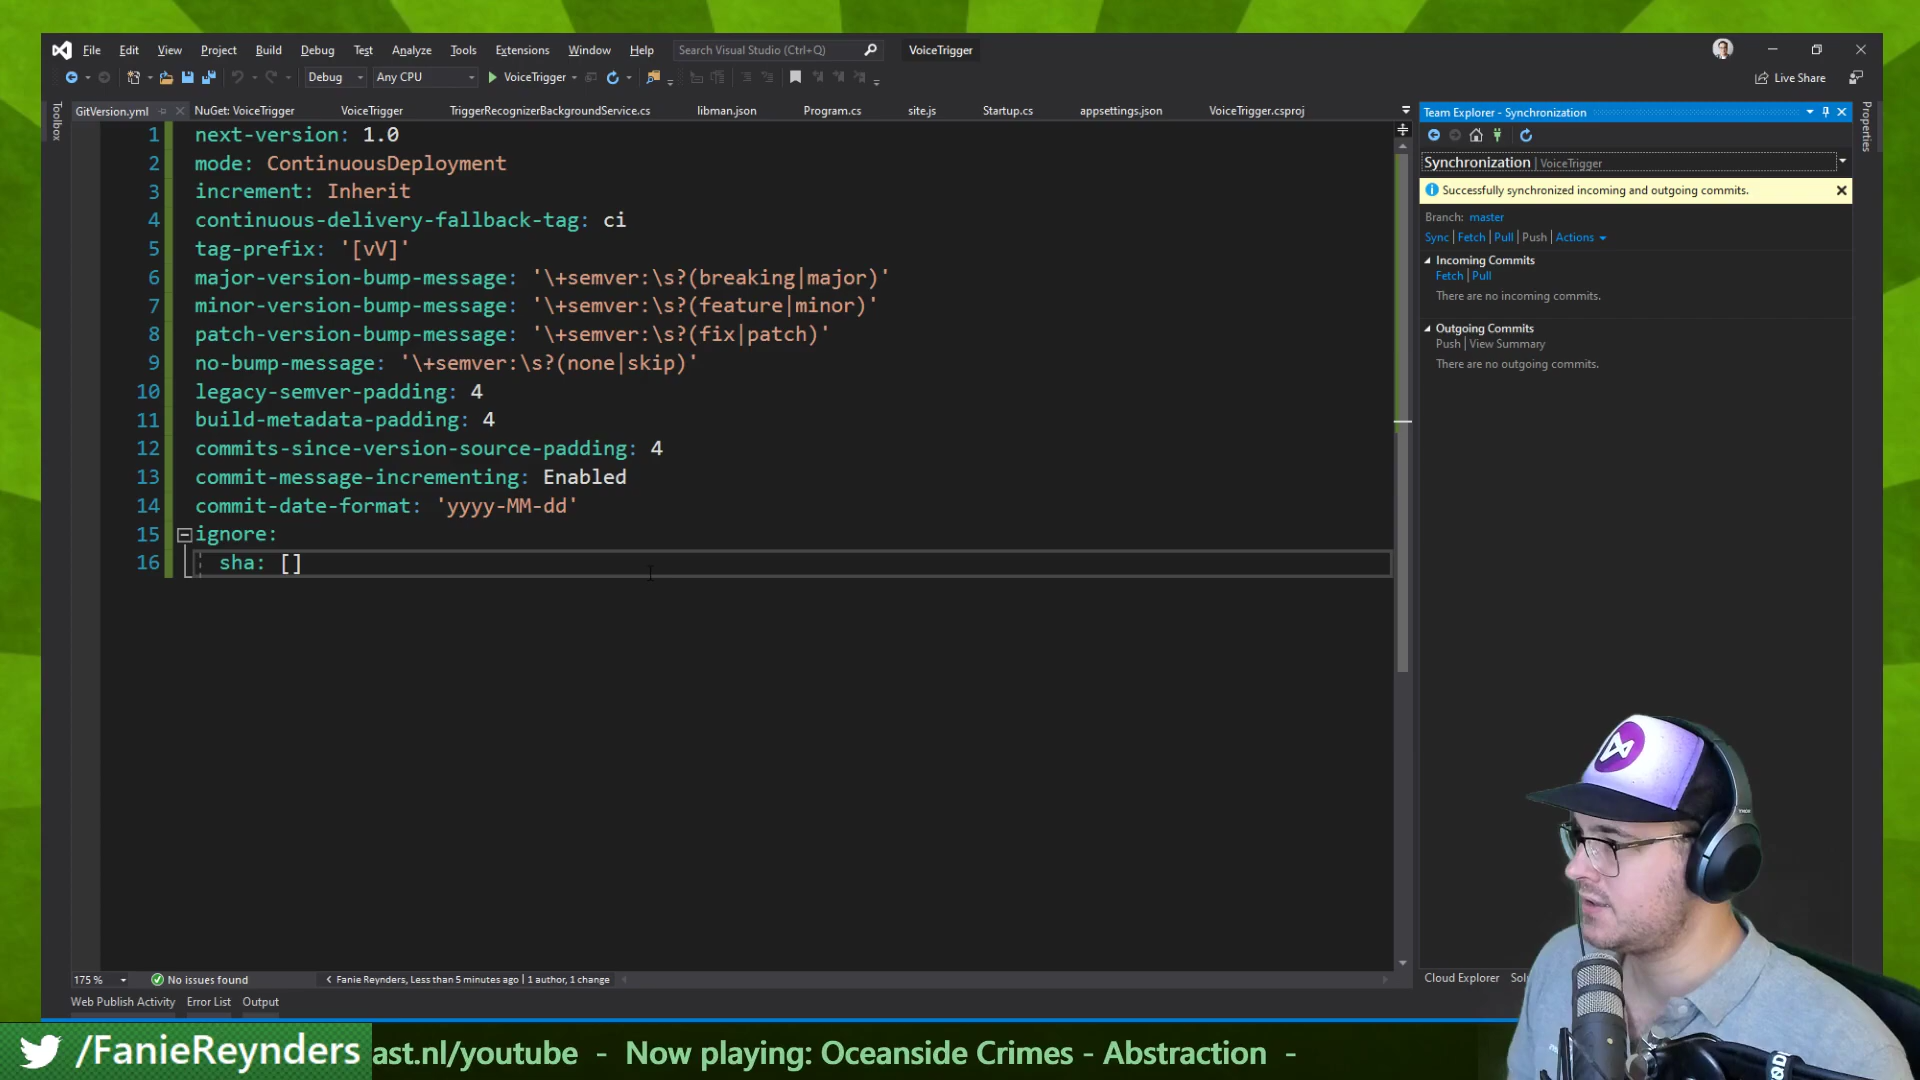 File Edit View Project Build Debug Test Analyze Tools Extensions Window Help Search Visual Studio (Ctrl+Q) VoiceTrigger
Debug Any CPU VoiceTrigger Live Share
Toolbox
GitVersion.yml NuGet: VoiceTrigger VoiceTrigger TriggerRecognizerBackgroundService.cs libman.json Program.cs site.js Startup.cs appsettings.json VoiceTrigger.csproj
1 next-version: 1.0
2 mode: ContinuousDeployment
3 increment: Inherit
4 continuous-delivery-fallback-tag: ci
5 tag-prefix: '[vV]'
6 major-version-bump-message: '\+semver:\s?(breaking|major)'
7 minor-version-bump-message: '\+semver:\s?(feature|minor)'
8 patch-version-bump-message: '\+semver:\s?(fix|patch)'
9 no-bump-message: '\+semver:\s?(none|skip)'
10 legacy-semver-padding: 4
11 build-metadata-padding: 4
12 commits-since-version-source-padding: 4
13 commit-message-incrementing: Enabled
14 commit-date-format: 'yyyy-MM-dd'
15 ignore:
16 sha: []
175 % No issues found Fanie Reynders, Less than 5 minutes ago | 1 author, 1 change
Web Publish Activity Error List Output
Team Explorer - Synchronization
Synchronization | VoiceTrigger
Successfully synchronized incoming and outgoing commits.
Branch: master
Sync | Fetch | Pull | Push | Actions
Incoming Commits
Fetch | Pull
There are no incoming commits.
Outgoing Commits
Push | View Summary
There are no outgoing commits.
Properties
Cloud Explorer
/FanieReynders ast.nl/youtube - Now playing: Oceanside Crimes - Abstraction -